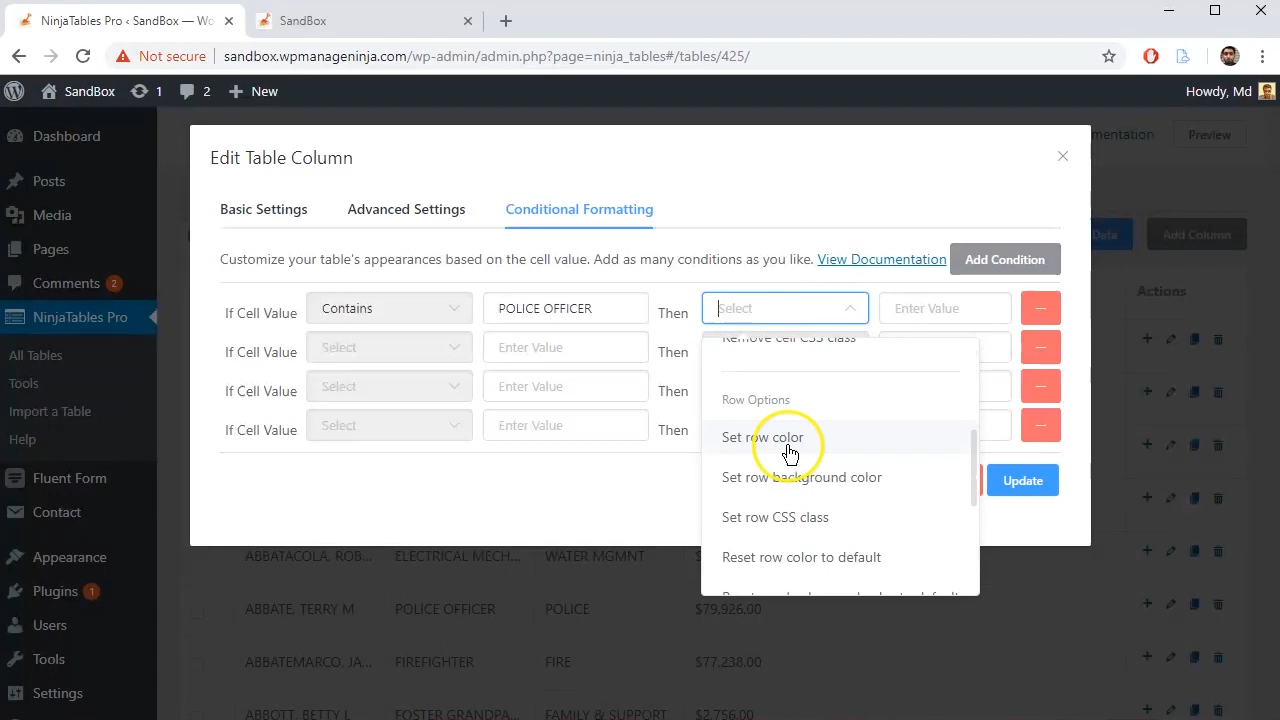 NinjaTables Pro ‹ SandBox — Wo
SandBox
Not secure
sandbox.wpmanageninja.com/wp-admin/admin.php?page=ninja_tables#/tables/425/
SandBox 1 2 New
Howdy, Md
Dashboard
Posts
Media
Pages
Comments 2
NinjaTables Pro
All Tables
Tools
Import a Table
Help
Fluent Form
Contact
Appearance
Plugins 1
Users
Tools
Settings
Preview
Data
Add Column
Actions
Edit Table Column
Basic Settings Advanced Settings Conditional Formatting
Customize your table's appearances based on the cell value. Add as many conditions as you like. View Documentation Add Condition
If Cell Value Contains POLICE OFFICER Then Select Enter Value —
If Cell Value Select Enter Value Then —
If Cell Value Select Enter Value Then —
If Cell Value Select Enter Value Then —
Remove cell CSS class
Row Options
Set row color
Set row background color
Set row CSS class
Reset row color to default
Update
ABBATACOLA, ROB... ELECTRICAL MECH... WATER MGMNT
ABBATE, TERRY M POLICE OFFICER POLICE $79,926.00
ABBATEMARCO, JA... FIREFIGHTER FIRE $77,238.00
ABBOTT, BETTY L FOSTER GRANDPA... FAMILY & SUPPORT $2,756.00